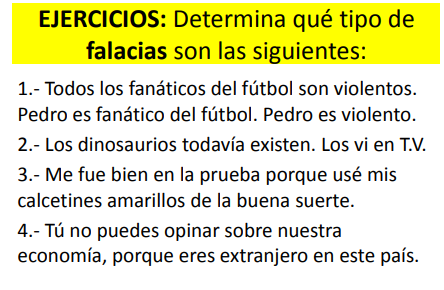 EJERCICIOS: Determina qué tipo de
falacias son las siguientes:
1.- Todos los fanáticos del fútbol son violentos.
Pedro es fanático del fútbol. Pedro es violento.
2.- Los dinosaurios todavía existen. Los vi en T.V.
3.- Me fue bien en la prueba porque usé mis
calcetines amarillos de la buena suerte.
4.- Tú no puedes opinar sobre nuestra
economía, porque eres extranjero en este país.